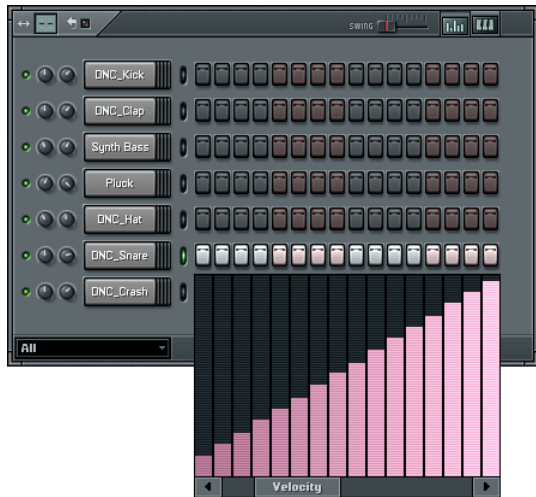 SWING
DNC_Kick
DNC_Clap
Synth Bass
Pluck
DNC_Hat
DNC_Snare
DNC_Crash
All
Velocity